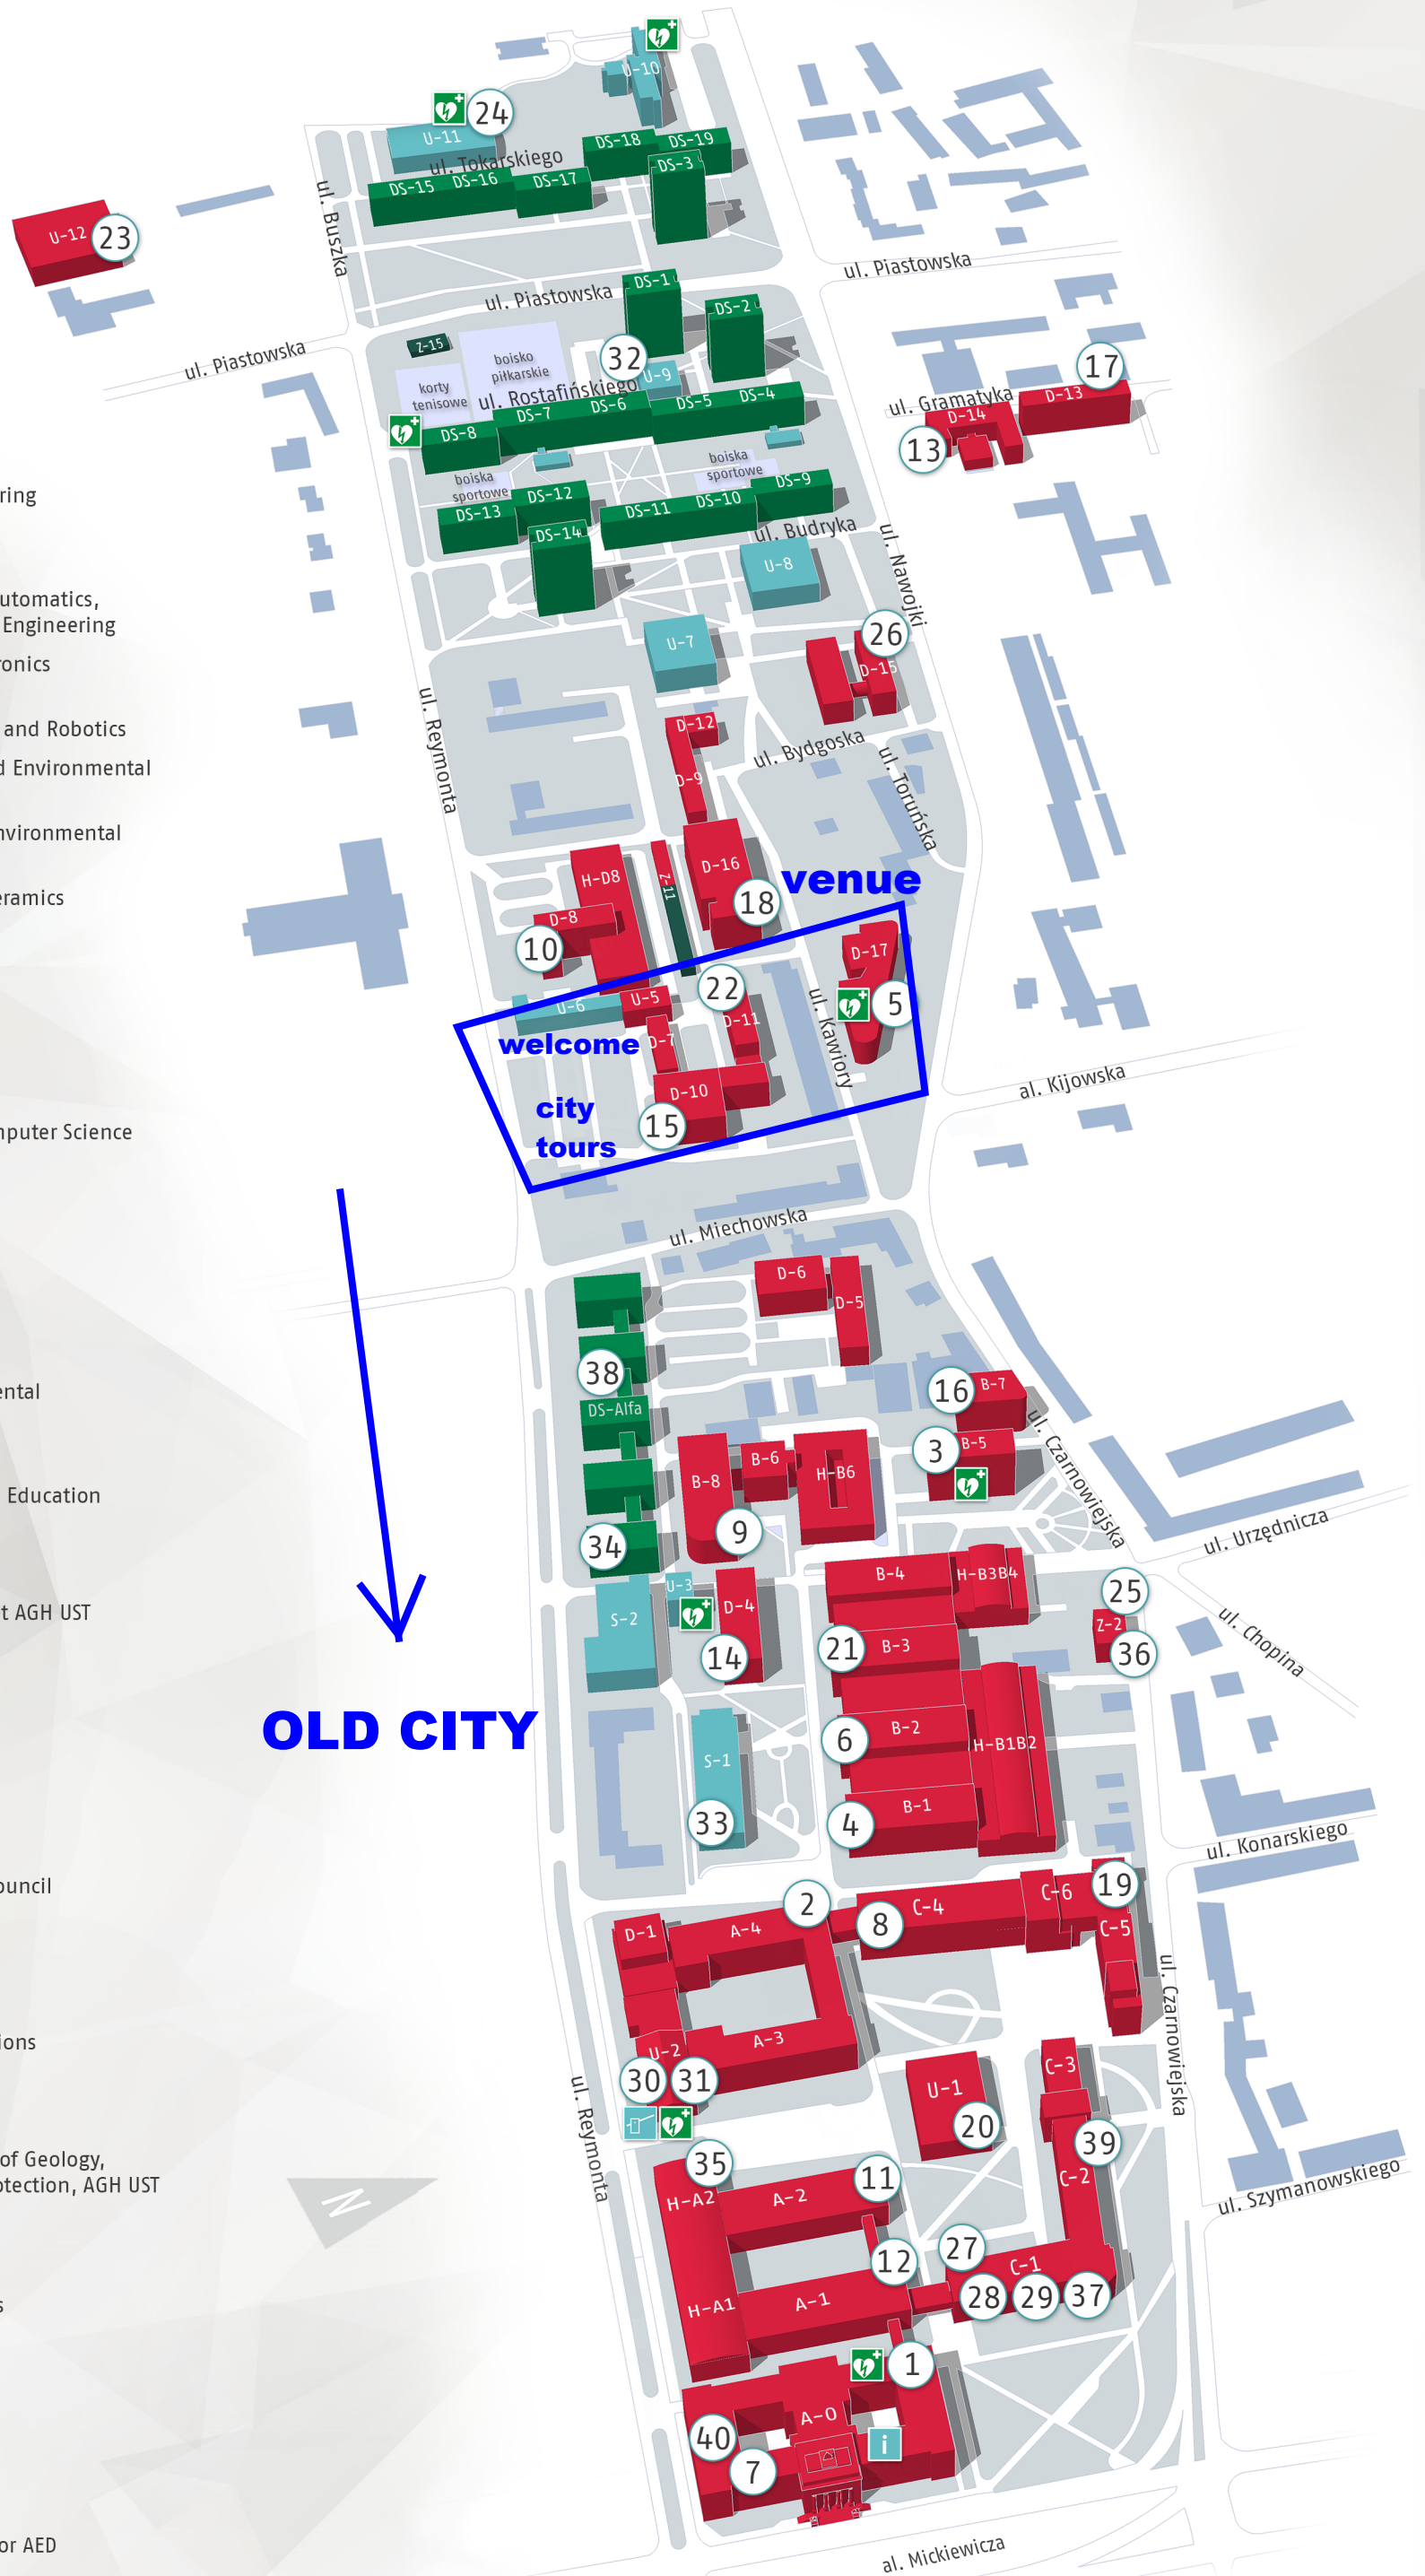 U-10
24
U-11
DS-18
DS-19
ul. Tokarskiego
DS-3
DS-15
DS-16
DS-17
ul. Buszka
U-12
23
ul. Piastowska
DS-1
ul. Piastowska
DS-2
Z-15
boisko
piłkarskie
32
U-9
ul. Piastowska
korty
tenisowe
ul. Rostafińskiego
17
ul. Gramatyka
D-13
D-14
13
DS-8
DS-7
DS-6
DS-5
DS-4
boiska
sportowe
boiska
sportowe
DS-13
DS-12
DS-11
DS-10
DS-9
DS-14
ul. Budryka
U-8
ul. Nawojki
ring
utomatics,
Engineering
ronics
and Robotics
d Environmental
nvironmental
eramics
U-7
26
D-15
ul. Reymonta
D-12
D-9
ul. Bydgoska
ul. Toruńska
H-D8
Z-11
D-16
venue
18
D-8
10
D-17
5
22
U-6
U-5
D-11
ul. Kawiory
welcome
D-7
city
tours
D-10
15
al. Kijowska
mputer Science
ul. Miechowska
D-6
D-5
38
DS-Alfa
16
B-7
ental
3
B-5
ul. Czarnowiejska
B-8
B-6
H-B6
9
34
Education
ul. Urzędnicza
B-4
H-B3B4
25
U-3
S-2
D-4
14
t AGH UST
21
B-3
Z-2
36
ul. Chopina
OLD CITY
6
B-2
H-B1B2
S-1
33
4
B-1
ul. Konarskiego
ouncil
2
8
C-4
C-6
19
C-5
D-1
A-4
A-3
ul. Czarnowiejska
ions
U-2
30
31
U-1
20
C-3
39
C-2
ul. Reymonta
of Geology,
otection, AGH UST
N
35
H-A2
A-2
11
ul. Szymanowskiego
12
27
C-1
28
29
37
H-A1
A-1
s
1
A-0
i
40
7
or AED
al. Mickiewicza